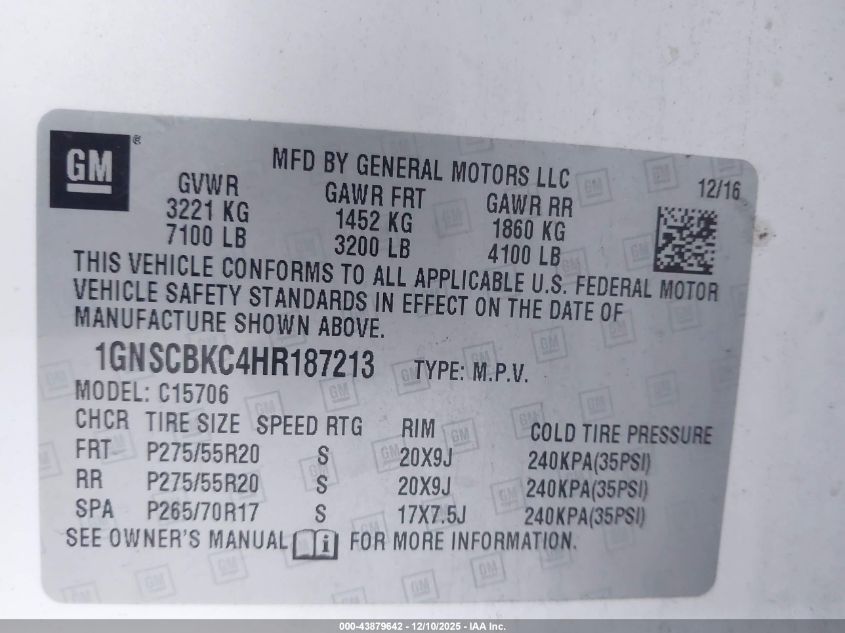 GM ®
MFD BY GENERAL MOTORS LLC
12/16
GVWR GAWR FRT GAWR RR
3221 KG 1452 KG 1860 KG
7100 LB 3200 LB 4100 LB
THIS VEHICLE CONFORMS TO ALL APPLICABLE U.S. FEDERAL MOTOR
VEHICLE SAFETY STANDARDS IN EFFECT ON THE DATE OF
MANUFACTURE SHOWN ABOVE.
1GNSCBKC4HR187213 TYPE: M.P.V.
MODEL: C15706
CHCR TIRE SIZE SPEED RTG RIM COLD TIRE PRESSURE
FRT P275/55R20 S 20X9J 240KPA(35PSI)
RR P275/55R20 S 20X9J 240KPA(35PSI)
SPA P265/70R17 S 17X7.5J 240KPA(35PSI)
SEE OWNER'S MANUAL i FOR MORE INFORMATION.
000-43879642 - 12/10/2025 - IAA Inc.